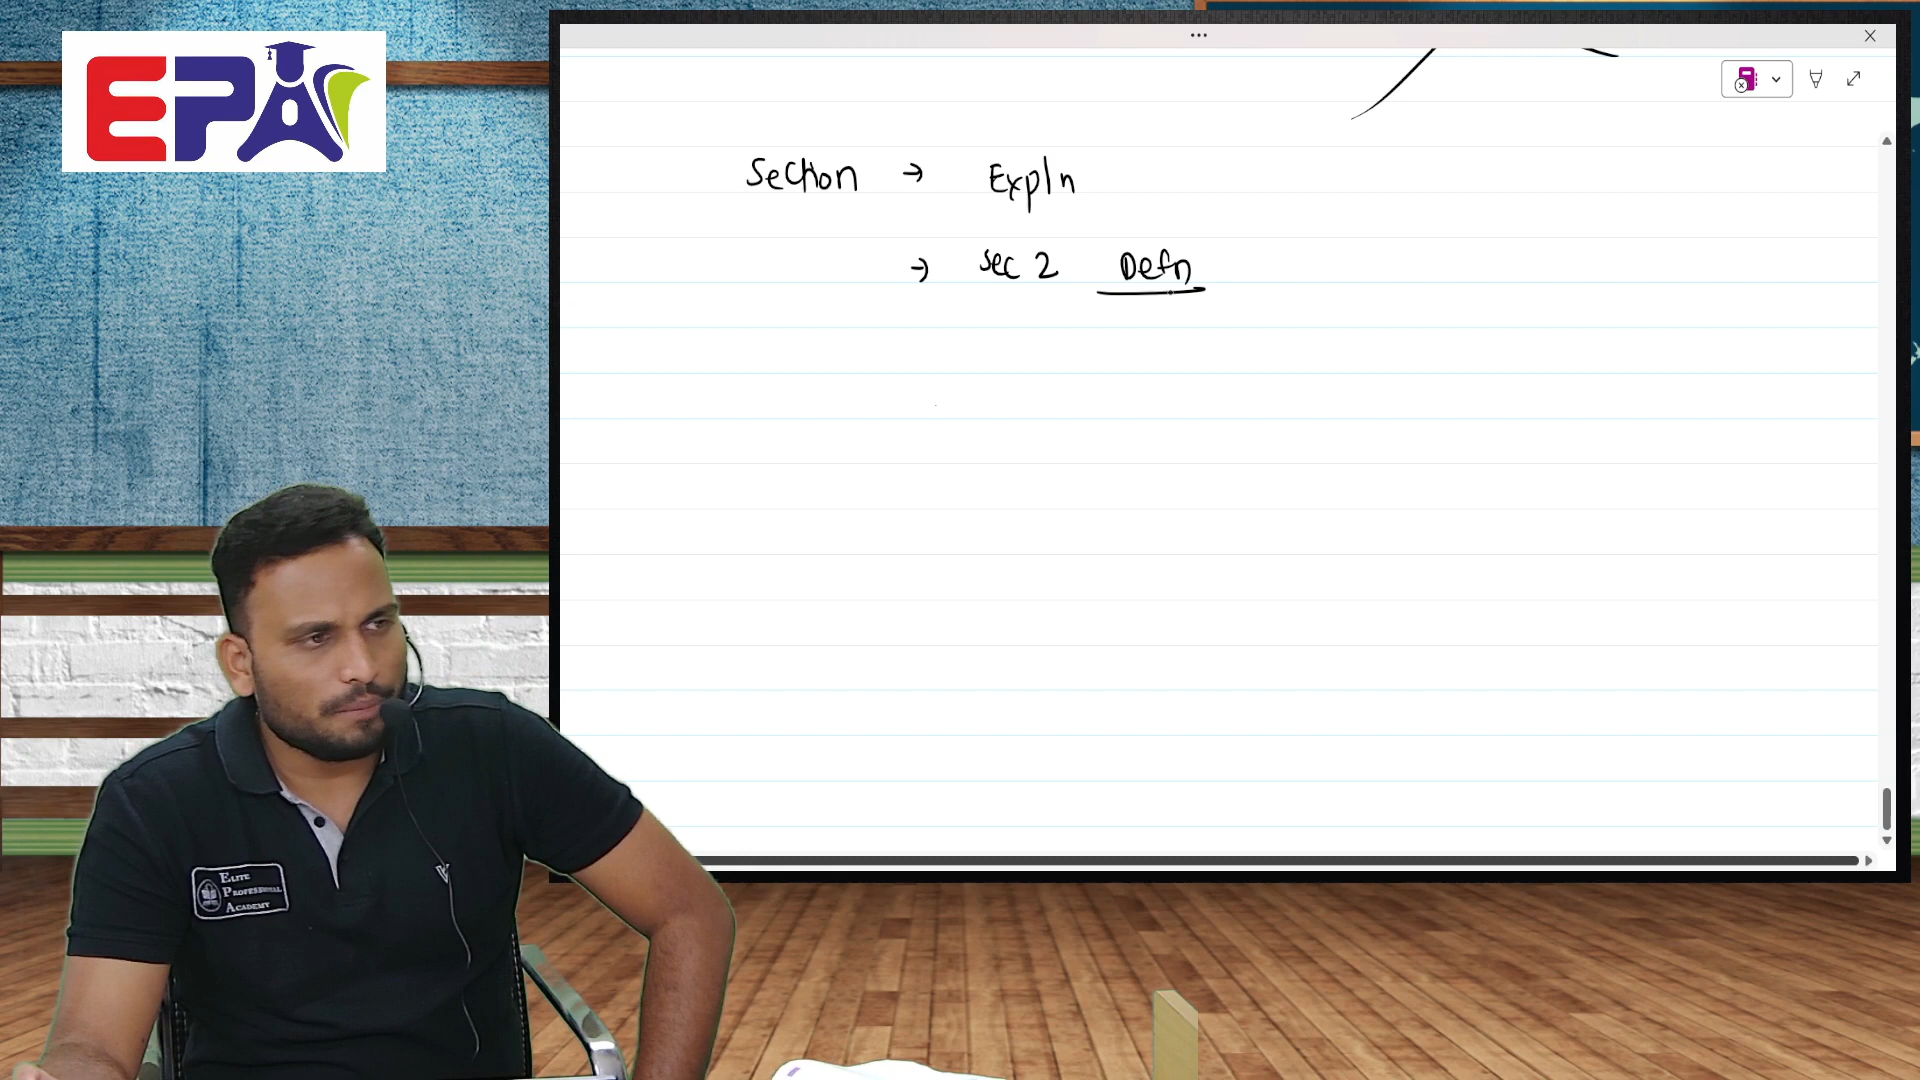 EPA
Section → Expln
→ Sec 2 Defn
ELITE
PROFESSIONAL
ACADEMY